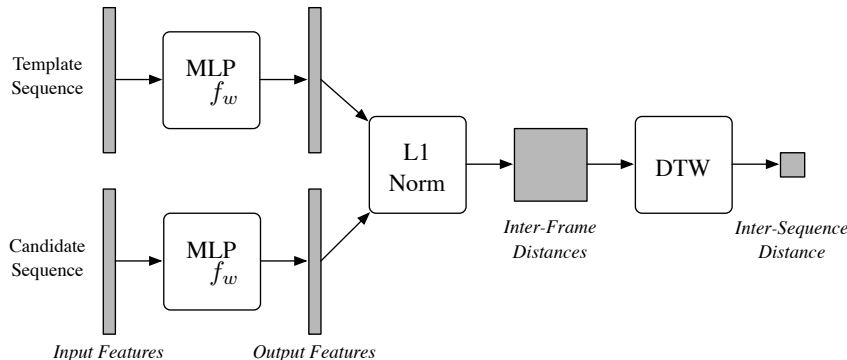 Template
Sequence
MLP
f_w
L1
Norm
DTW
Inter-Frame
Distances
Inter-Sequence
Distance
Candidate
Sequence
MLP
f_w
Input Features
Output Features